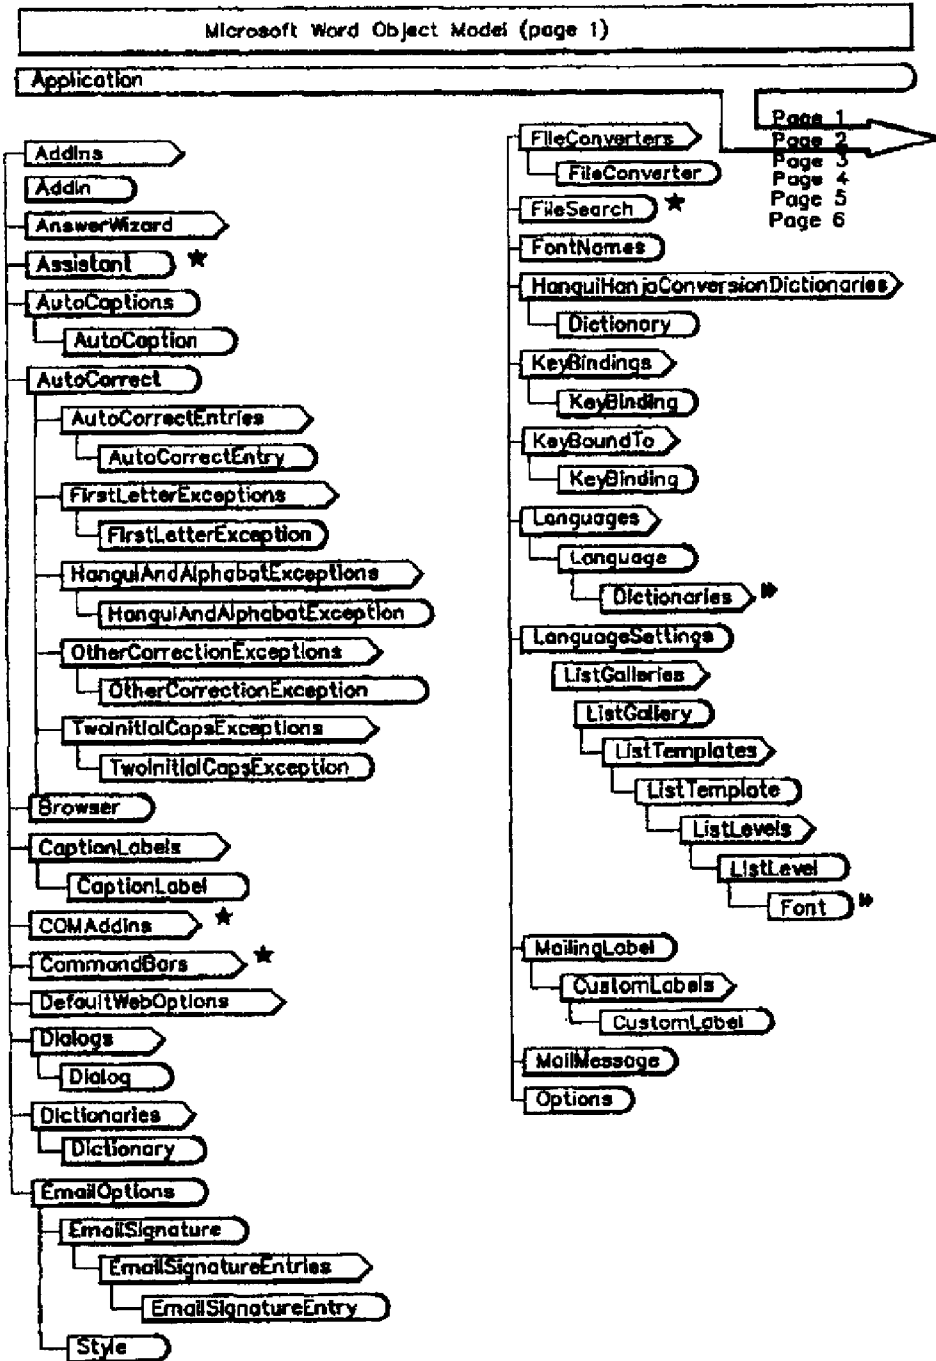 Microsoft Word Object Model (page 1)
Application
Page 1
Page 2
Page 3
Page 4
Page 5
Page 6
AddIns
AddIn
AnswerWizard
Assistant
AutoCaptions
AutoCaption
AutoCorrect
AutoCorrectEntries
AutoCorrectEntry
FirstLetterExceptions
FirstLetterException
HangulAndAlphabatExceptions
HangulAndAlphabatException
OtherCorrectionExceptions
OtherCorrectionException
TwoInitialCapsExceptions
TwoInitialCapsException
Browser
CaptionLabels
CaptionLabel
COMAddIns
CommandBars
DefaultWebOptions
Dialogs
Dialog
Dictionaries
Dictionary
EmailOptions
EmailSignature
EmailSignatureEntries
EmailSignatureEntry
Style
FileConverters
FileConverter
FileSearch
FontNames
HangulHanjaConversionDictionaries
Dictionary
KeyBindings
KeyBinding
KeyBoundTo
KeyBinding
Languages
Language
Dictionaries
LanguageSettings
ListGalleries
ListGallery
ListTemplates
ListTemplate
ListLevels
ListLevel
Font
MailingLabel
CustomLabels
CustomLabel
MailMessage
Options